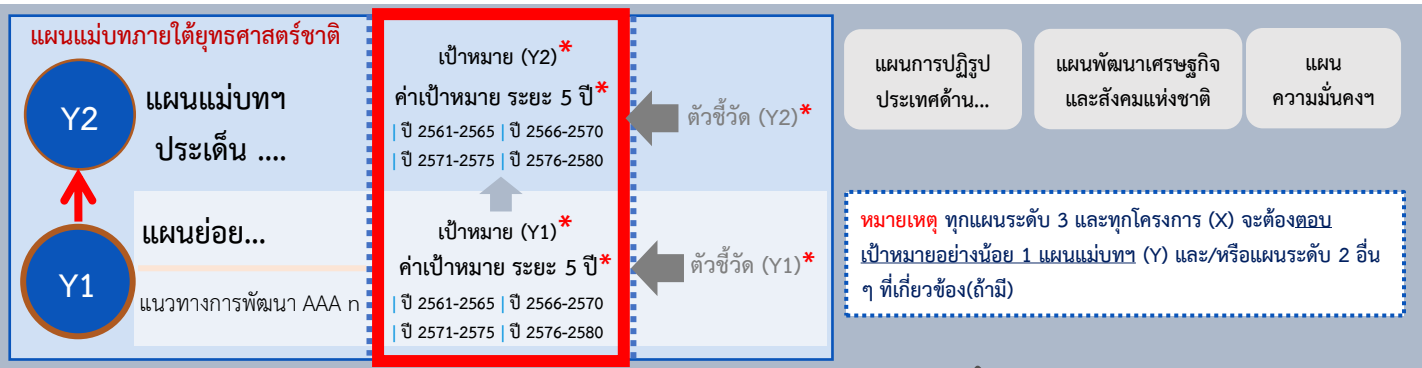 แผนแม่บทภายใต้ยุทธศาสตร์ชาติ
Y2
แผนแม่บทฯ
ประเด็น ....
เป้าหมาย (Y2)*
ค่าเป้าหมาย ระยะ 5 ปี*
| ปี 2561-2565 | ปี 2566-2570
| ปี 2571-2575 | ปี 2576-2580
ตัวชี้วัด (Y2)*
Y1
แผนย่อย...
แนวทางการพัฒนา AAA n
เป้าหมาย (Y1)*
ค่าเป้าหมาย ระยะ 5 ปี*
| ปี 2561-2565 | ปี 2566-2570
| ปี 2571-2575 | ปี 2576-2580
ตัวชี้วัด (Y1)*
แผนการปฏิรูป
ประเทศด้าน...
แผนพัฒนาเศรษฐกิจ
และสังคมแห่งชาติ
แผน
ความมั่นคงฯ
หมายเหตุ ทุกแผนระดับ 3 และทุกโครงการ (X) จะต้องตอบ
เป้าหมายอย่างน้อย 1 แผนแม่บทฯ (Y) และ/หรือแผนระดับ 2 อื่น
ๆ ที่เกี่ยวข้อง(ถ้ามี)